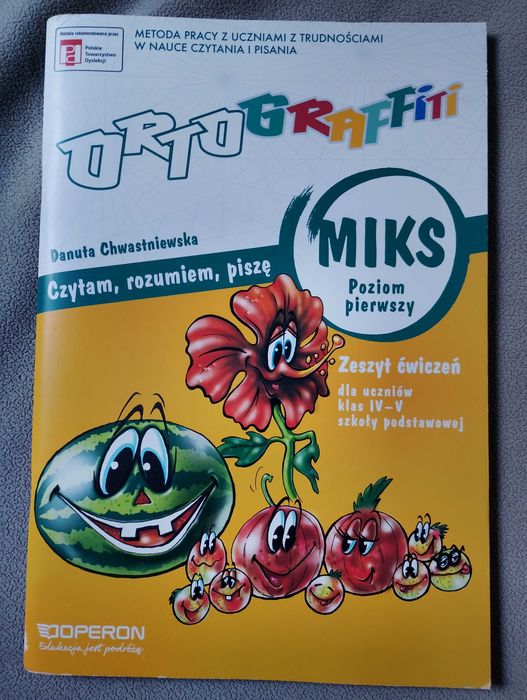 Metoda rekomendowana przez
Polskie
Towarzystwo
Dysleksji
METODA PRACY Z UCZNIAMI Z TRUDNOŚCIAMI
W NAUCE CZYTANIA I PISANIA
ORTOGRAFFITI
Danuta Chwastniewska
Czytam, rozumiem, piszę
MIKS
Poziom
pierwszy
Zeszyt ćwiczeń
dla uczniów
klas IV–V
szkoły podstawowej
OPERON
Edukacja jest podróżą